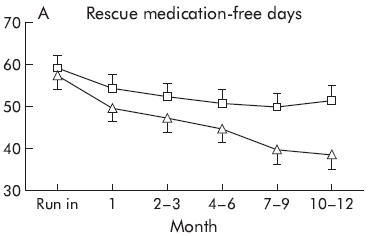 A Rescue medication-free days
70
60
50
40
30
Run in 1 2–3 4–6 7–9 10–12
Month